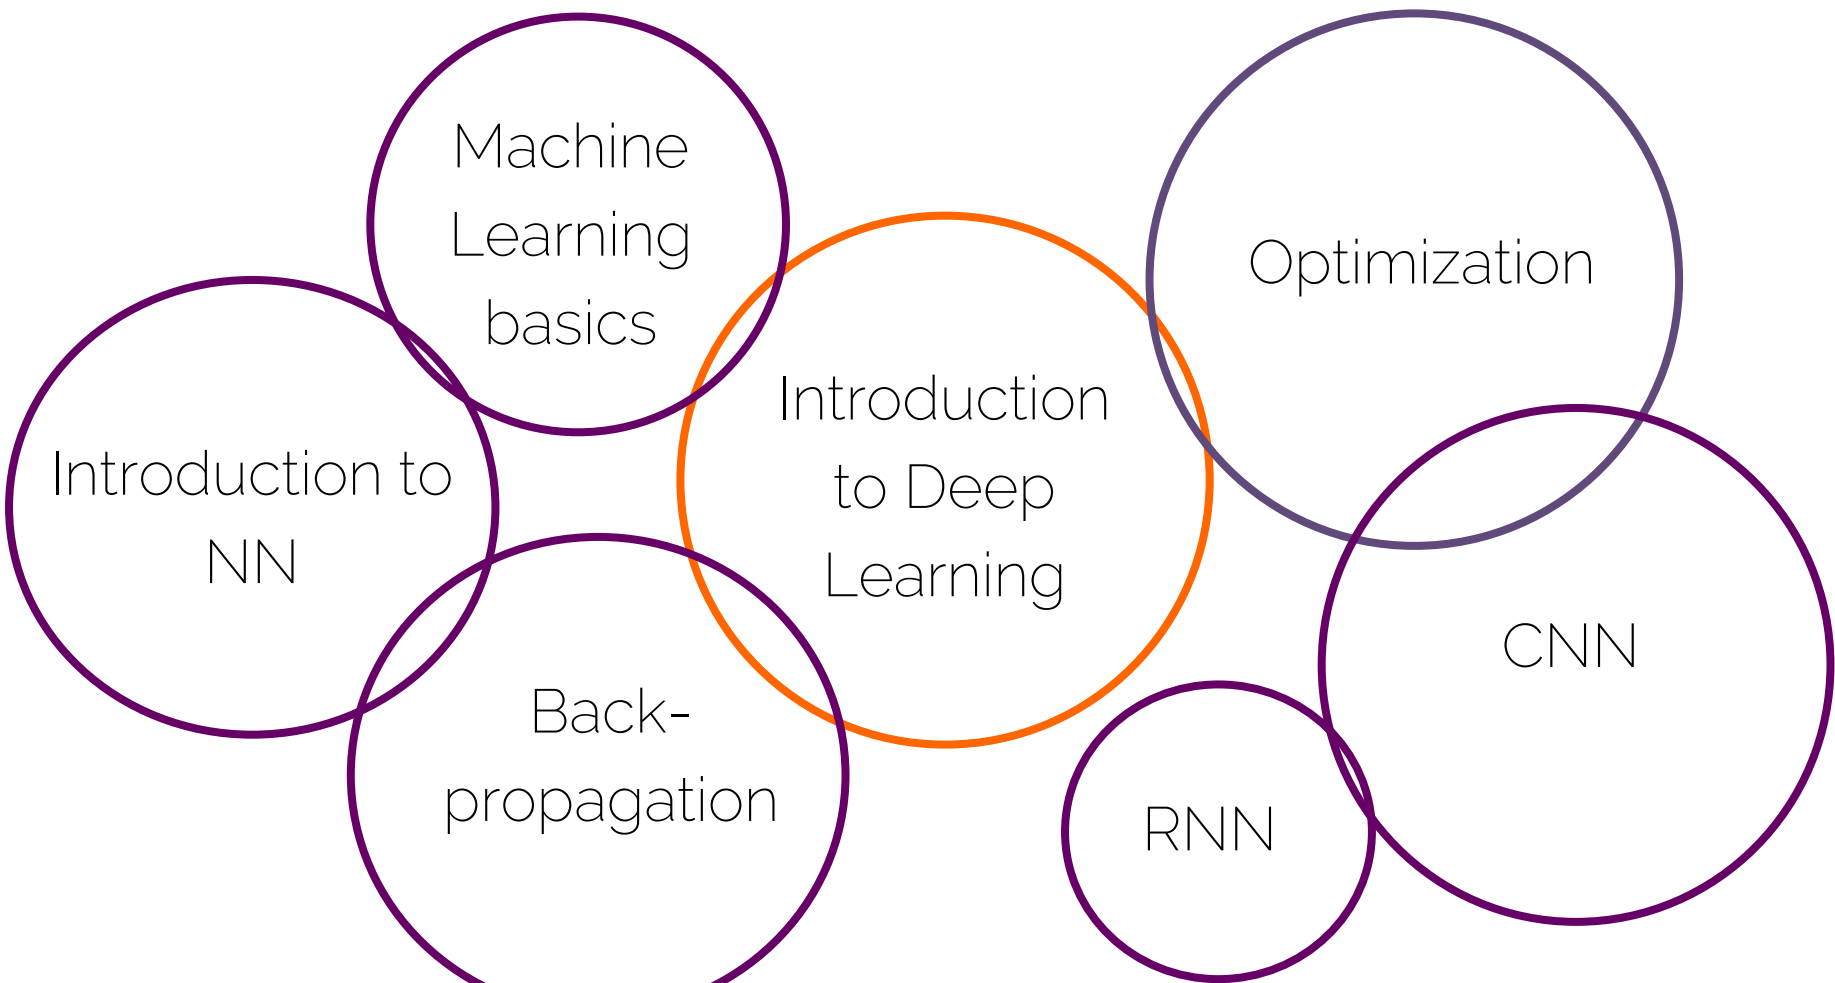 Machine
Learning
basics
Introduction to
NN
Back-
propagation
Introduction
to Deep
Learning
Optimization
CNN
RNN